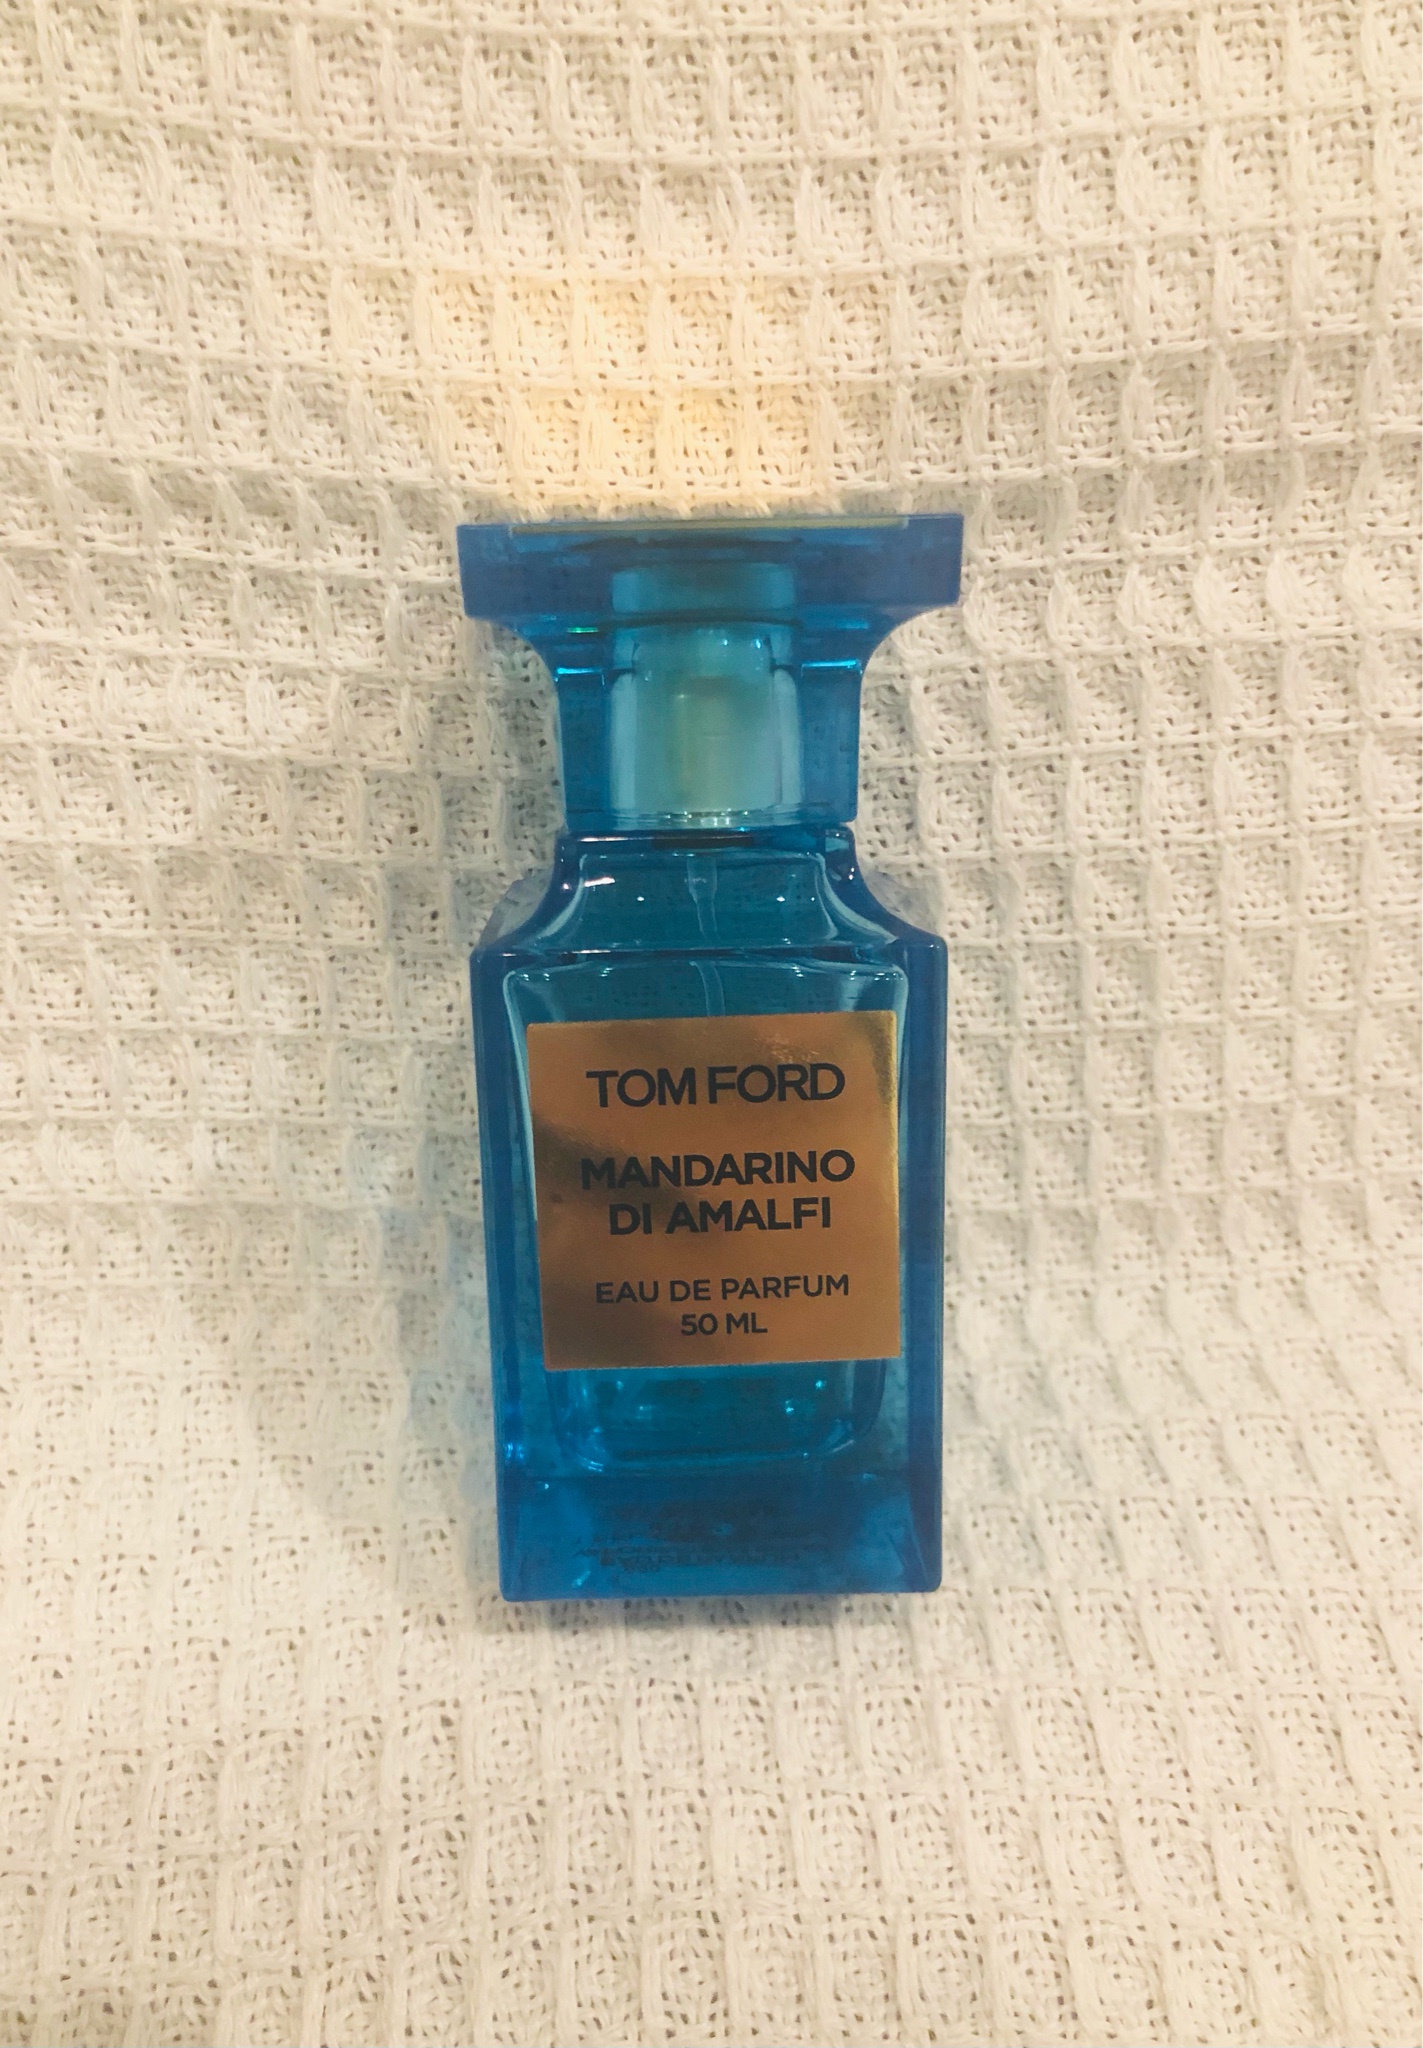 TOM FORD
MANDARINO
DI AMALFI
EAU DE PARFUM
50 ML